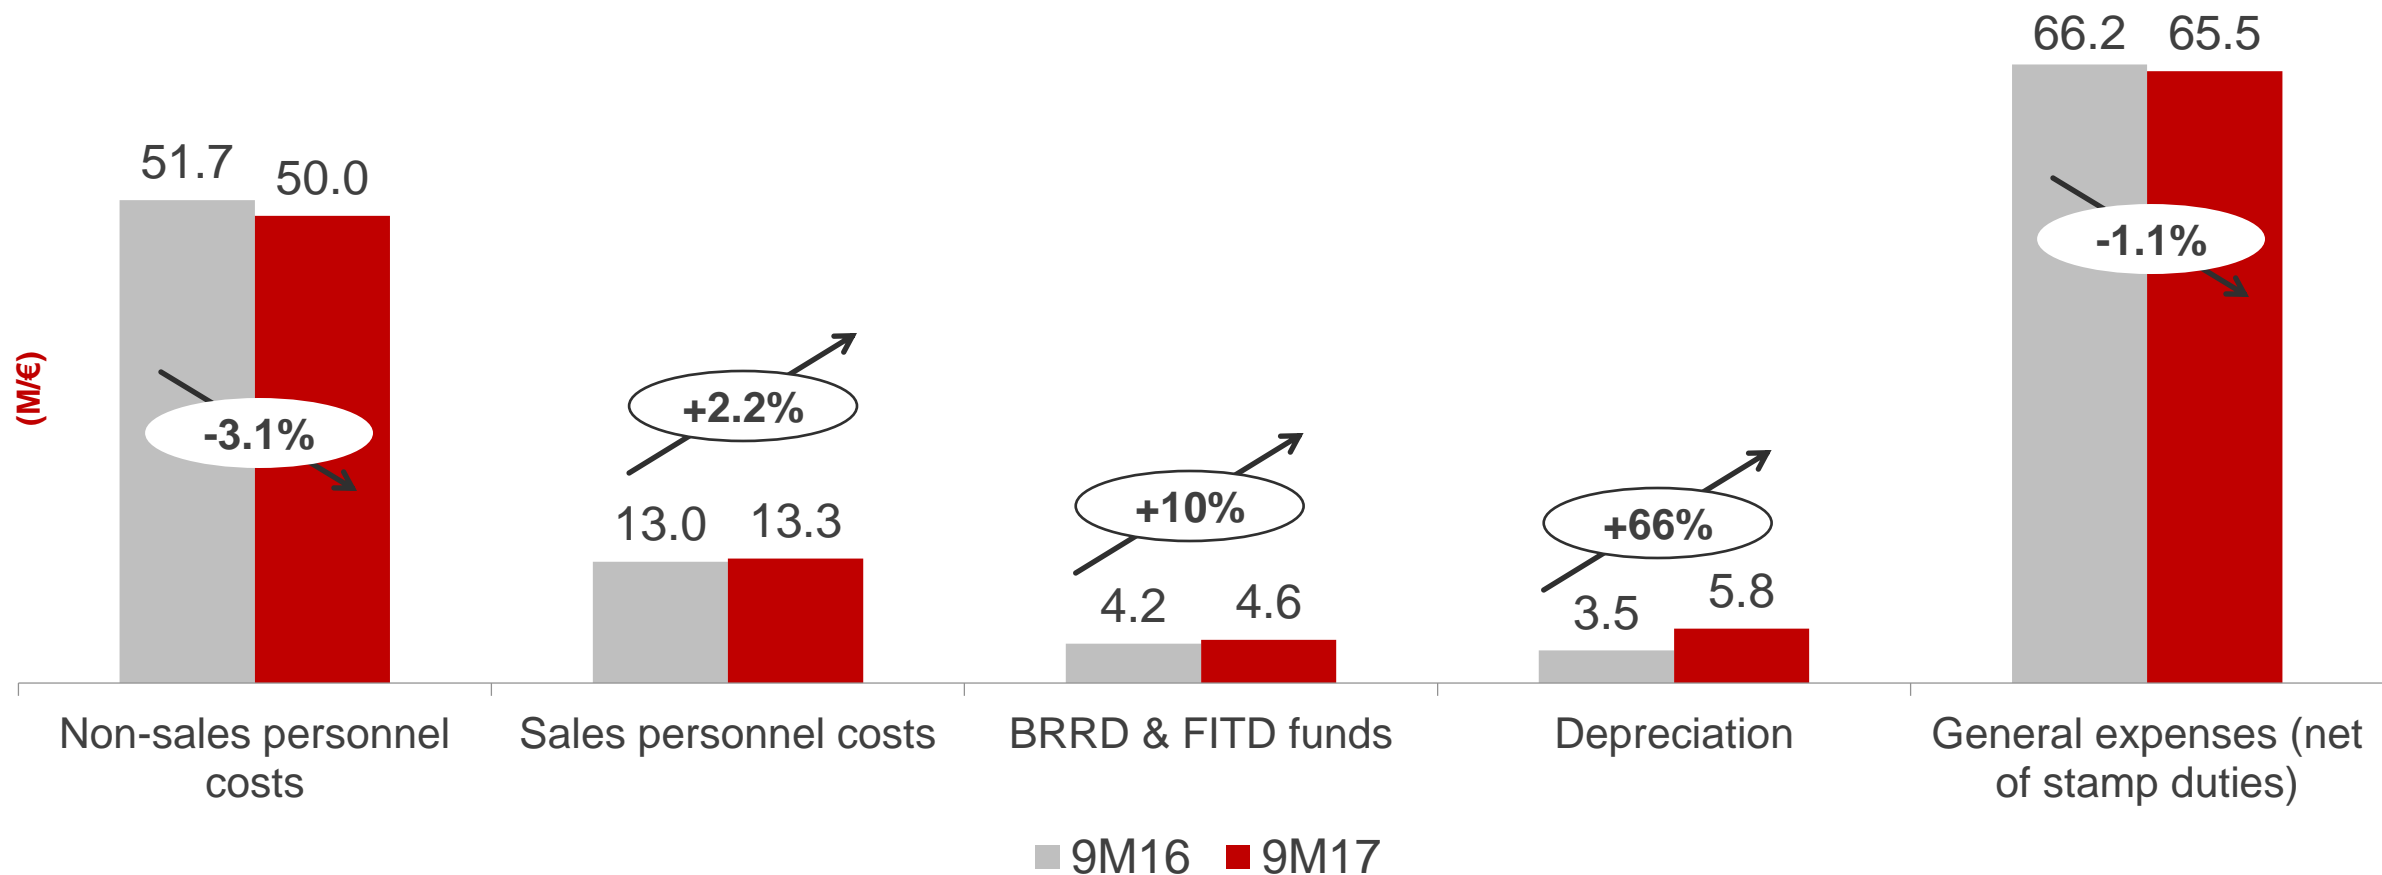 66.2 65.5
51.7 50.0
-1.1%
(M/€)
+2.2%
-3.1%
+10%
13.0 13.3
+66%
4.2 4.6
3.5 5.8
Non-sales personnel
costs
Sales personnel costs
BRRD & FITD funds
Depreciation
General expenses (net
of stamp duties)
9M16 9M17